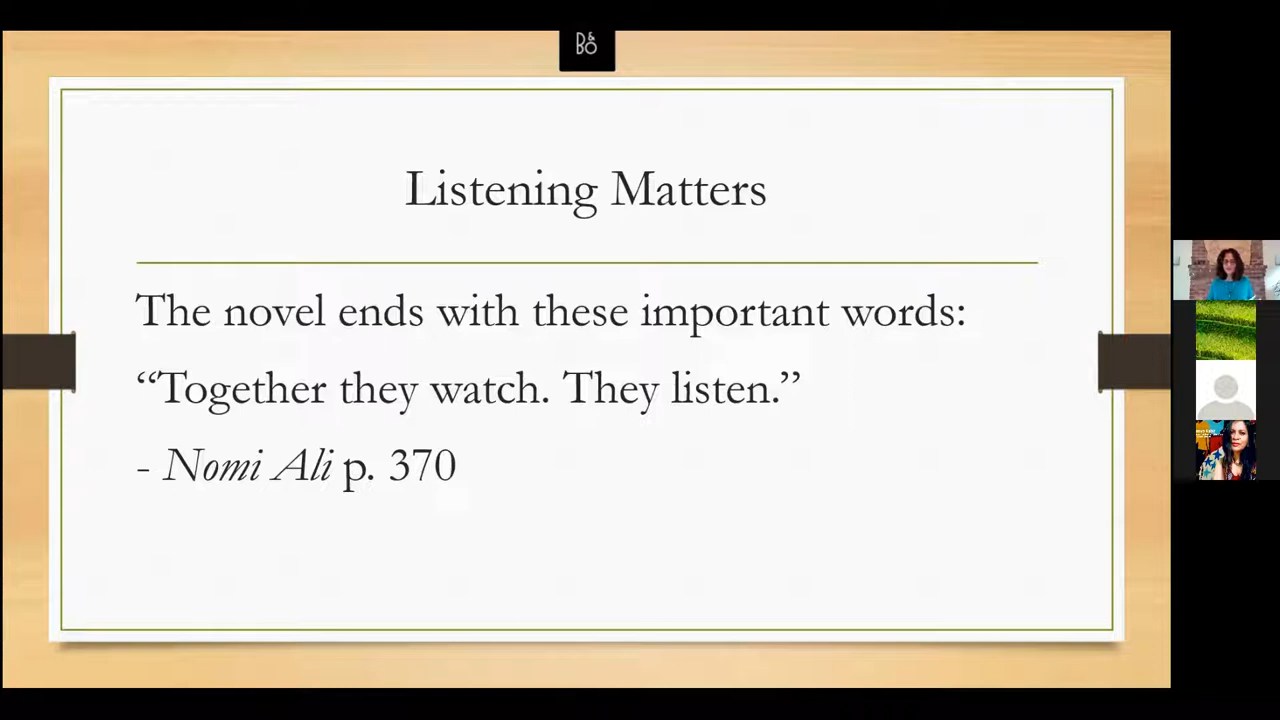 B&O
Listening Matters
The novel ends with these important words:
“Together they watch. They listen.”
- Nomi Ali p. 370